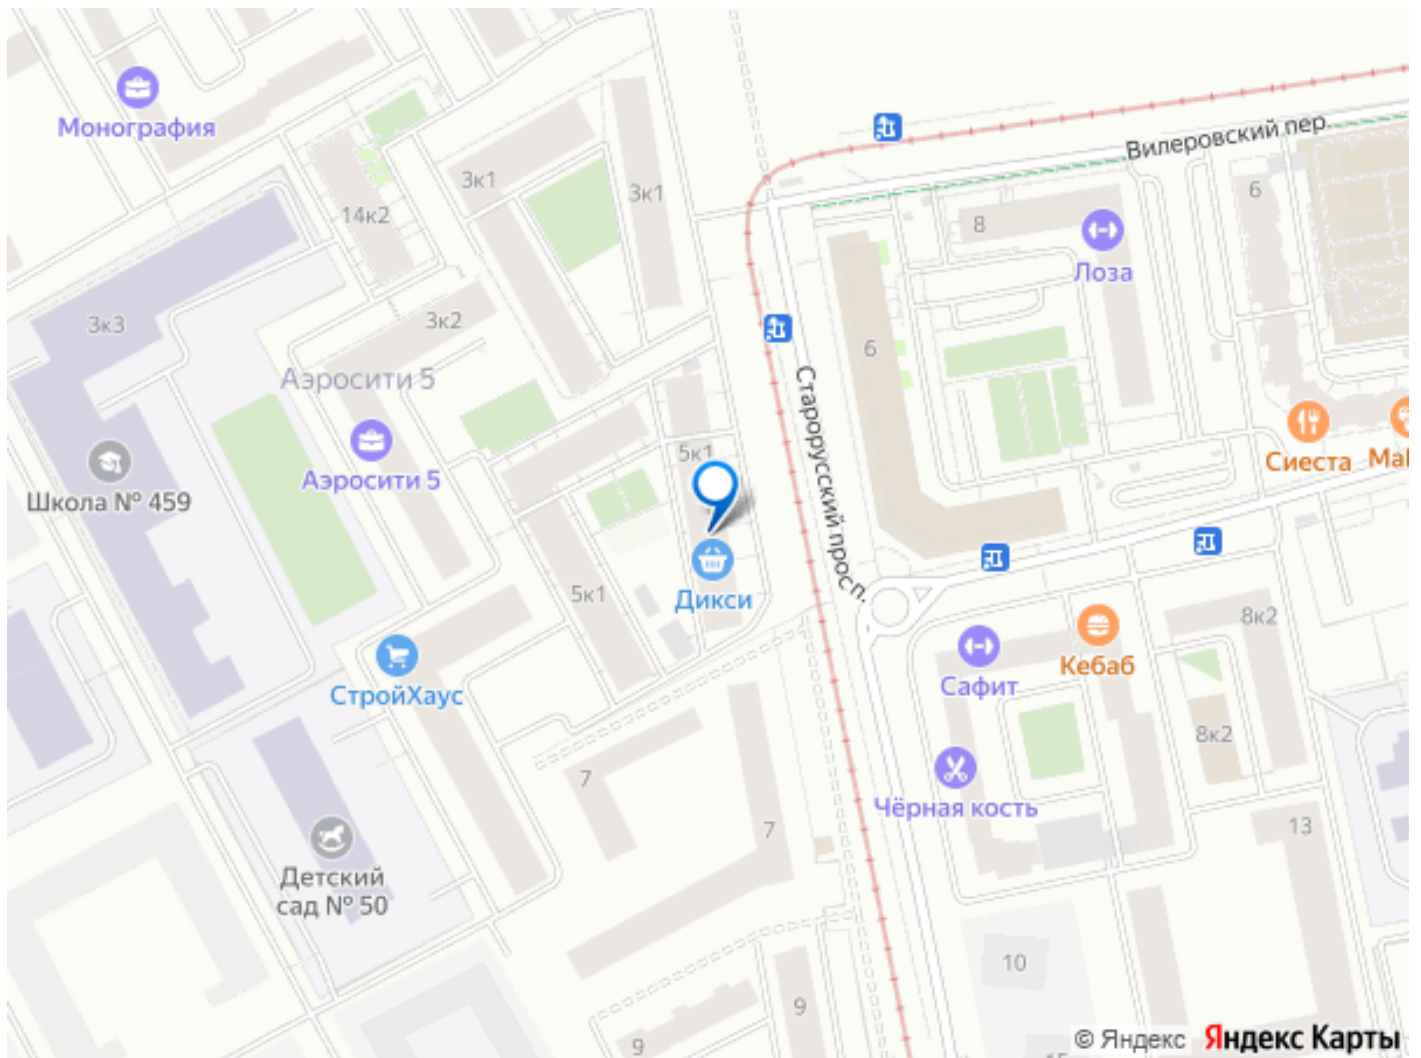 Монография
Вилеровский пер.
3к1
3к1
14к2
6
8
Лоза
3к3
3к2
6
Аэросити 5
Старорусский просп.
Аэросити 5
5к1
Сиеста
Mai
Школа № 459
Дикси
5к1
8к2
Кебаб
Сафит
СтройХаус
8к2
7
Чёрная кость
7
13
Детский
сад № 50
10
9
9
© Яндекс Яндекс Карты